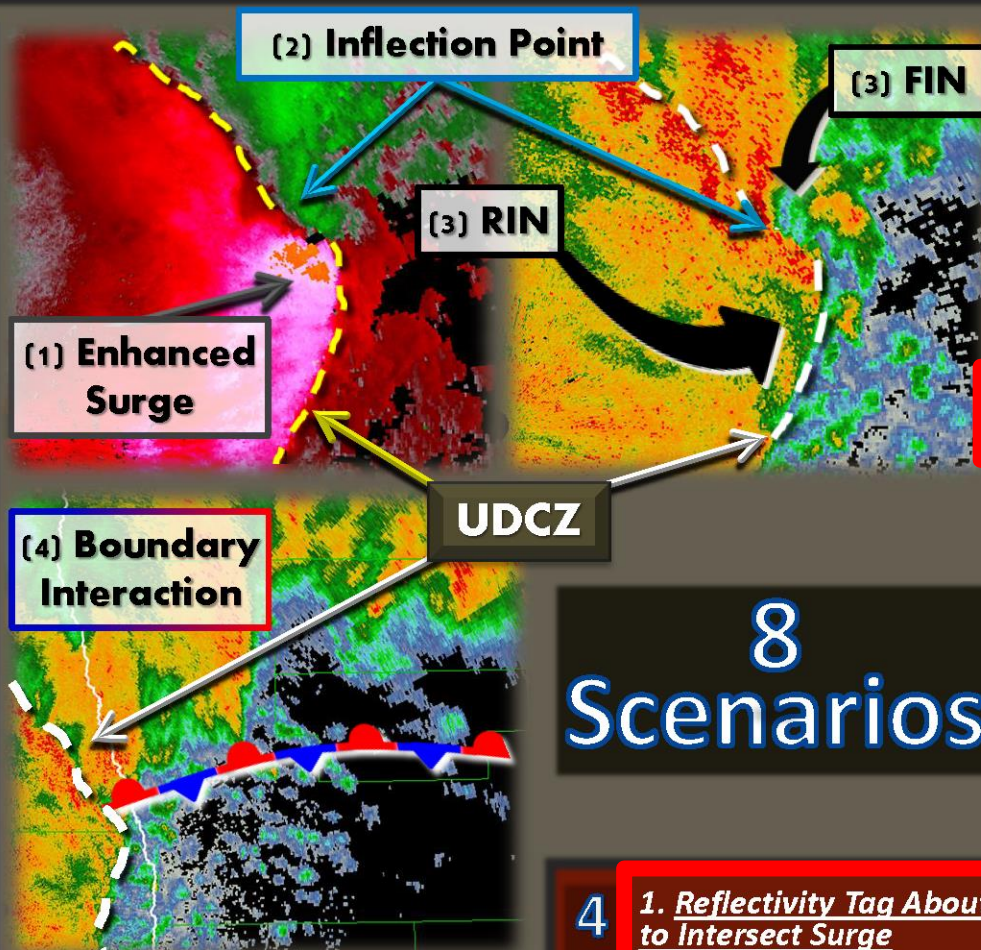 (2) Inflection Point
(3) FIN
(3) RIN
(1) Enhanced
Surge
UDCZ
(4) Boundary
Interaction
8
Scenarios
4
1. Reflectivity Tag About
to Intersect Surge